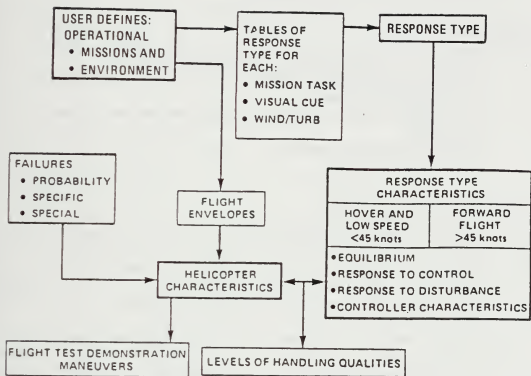 USER DEFINES:
OPERATIONAL
• MISSIONS AND
• ENVIRONMENT
TABLES OF
RESPONSE
TYPE FOR
EACH:
• MISSION TASK
• VISUAL CUE
• WIND/TURB
RESPONSE TYPE
FAILURES
• PROBABILITY
• SPECIFIC
• SPECIAL
FLIGHT
ENVELOPES
RESPONSE TYPE
CHARACTERISTICS
HOVER AND
LOW SPEED
<45 knots
FORWARD
FLIGHT
>45 knots
• EQUILIBRIUM
• RESPONSE TO CONTROL
• RESPONSE TO DISTURBANCE
• CONTROLLER CHARACTERISTICS
HELICOPTER
CHARACTERISTICS
FLIGHT TEST DEMONSTRATION
MANEUVERS
LEVELS OF HANDLING QUALITIES